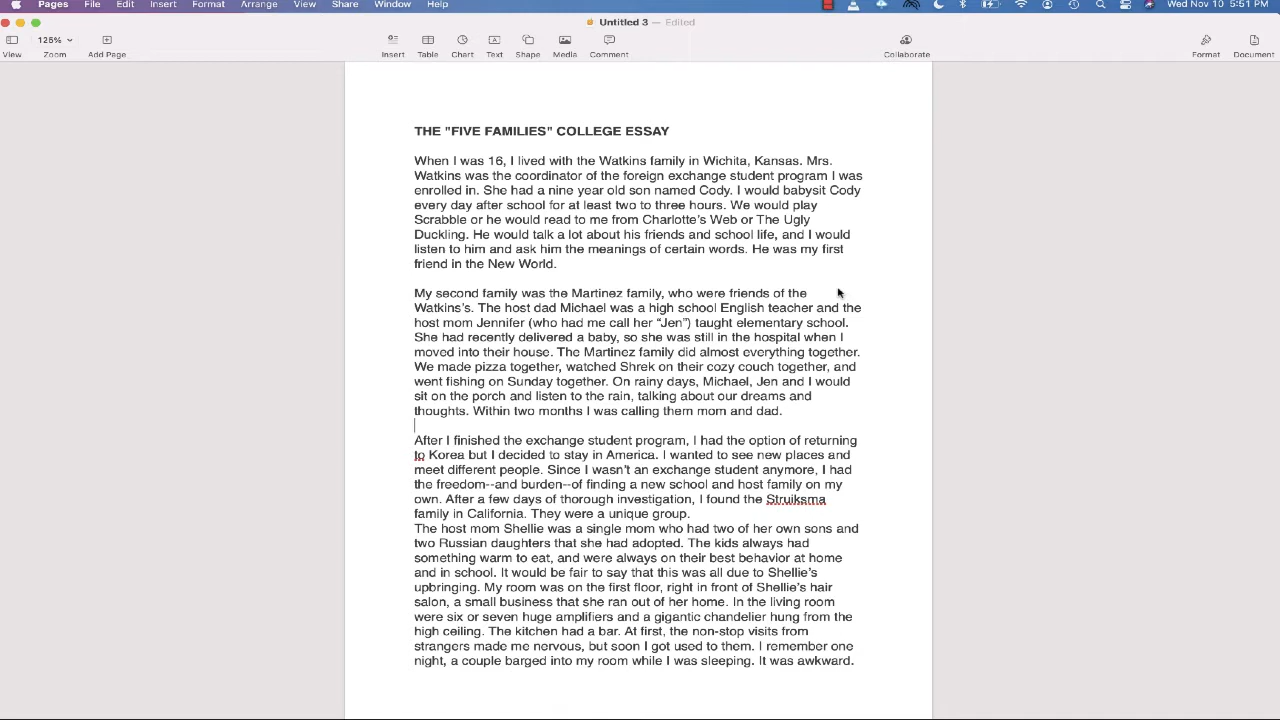 Pages File Edit Insert Format Arrange View Share Window Help Wed Nov 10 5:51 PM
Untitled 3 — Edited
125%
View Zoom Add Page Insert Table Chart Text Shape Media Comment Collaborate Format Document
THE "FIVE FAMILIES" COLLEGE ESSAY
When I was 16, I lived with the Watkins family in Wichita, Kansas. Mrs.
Watkins was the coordinator of the foreign exchange student program I was
enrolled in. She had a nine year old son named Cody. I would babysit Cody
every day after school for at least two to three hours. We would play
Scrabble or he would read to me from Charlotte’s Web or The Ugly
Duckling. He would talk a lot about his friends and school life, and I would
listen to him and ask him the meanings of certain words. He was my first
friend in the New World.
My second family was the Martinez family, who were friends of the
Watkins’s. The host dad Michael was a high school English teacher and the
host mom Jennifer (who had me call her “Jen”) taught elementary school.
She had recently delivered a baby, so she was still in the hospital when I
moved into their house. The Martinez family did almost everything together.
We made pizza together, watched Shrek on their cozy couch together, and
went fishing on Sunday together. On rainy days, Michael, Jen and I would
sit on the porch and listen to the rain, talking about our dreams and
thoughts. Within two months I was calling them mom and dad.
After I finished the exchange student program, I had the option of returning
to Korea but I decided to stay in America. I wanted to see new places and
meet different people. Since I wasn’t an exchange student anymore, I had
the freedom--and burden--of finding a new school and host family on my
own. After a few days of thorough investigation, I found the Struiksma
family in California. They were a unique group.
The host mom Shellie was a single mom who had two of her own sons and
two Russian daughters that she had adopted. The kids always had
something warm to eat, and were always on their best behavior at home
and in school. It would be fair to say that this was all due to Shellie’s
upbringing. My room was on the first floor, right in front of Shellie’s hair
salon, a small business that she ran out of her home. In the living room
were six or seven huge amplifiers and a gigantic chandelier hung from the
high ceiling. The kitchen had a bar. At first, the non-stop visits from
strangers made me nervous, but soon I got used to them. I remember one
night, a couple barged into my room while I was sleeping. It was awkward.